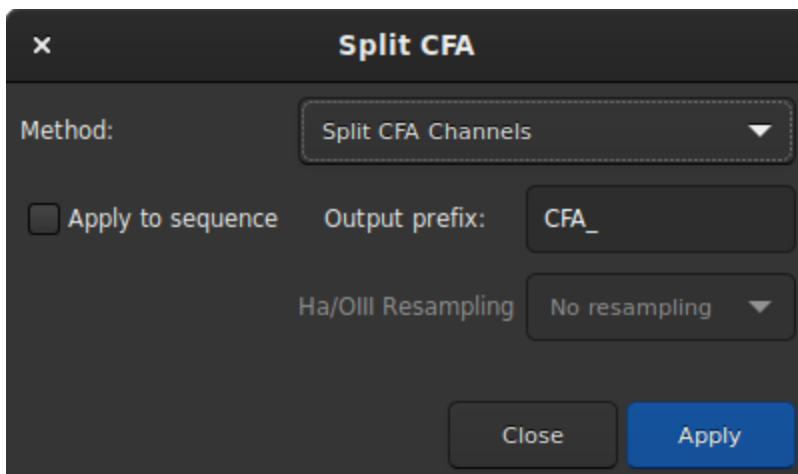 Split CFA
Method: Split CFA Channels
Apply to sequence Output prefix: CFA_
Ha/OIII Resampling No resampling
Close Apply